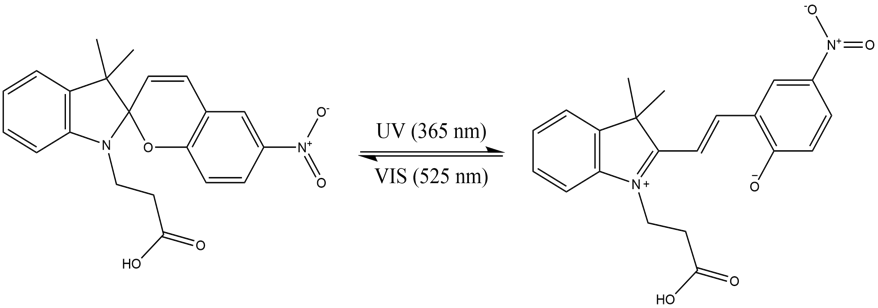 UV (365 nm)
VIS (525 nm)
N
O
N+
O-
O
HO
O
N+
O-
-O
N+
O
HO
O